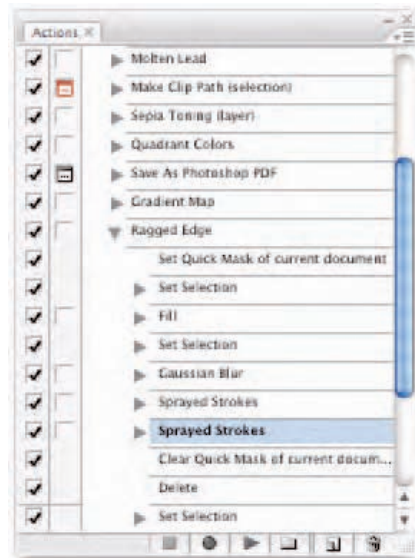 Actions ×
Molten Lead
Make Clip Path (selection)
Sepia Toning (layer)
Quadrant Colors
Save As Photoshop PDF
Gradient Map
Ragged Edge
Set Quick Mask of current document
Set Selection
Fill
Set Selection
Gaussian Blur
Sprayed Strokes
Sprayed Strokes
Clear Quick Mask of current docum...
Delete
Set Selection